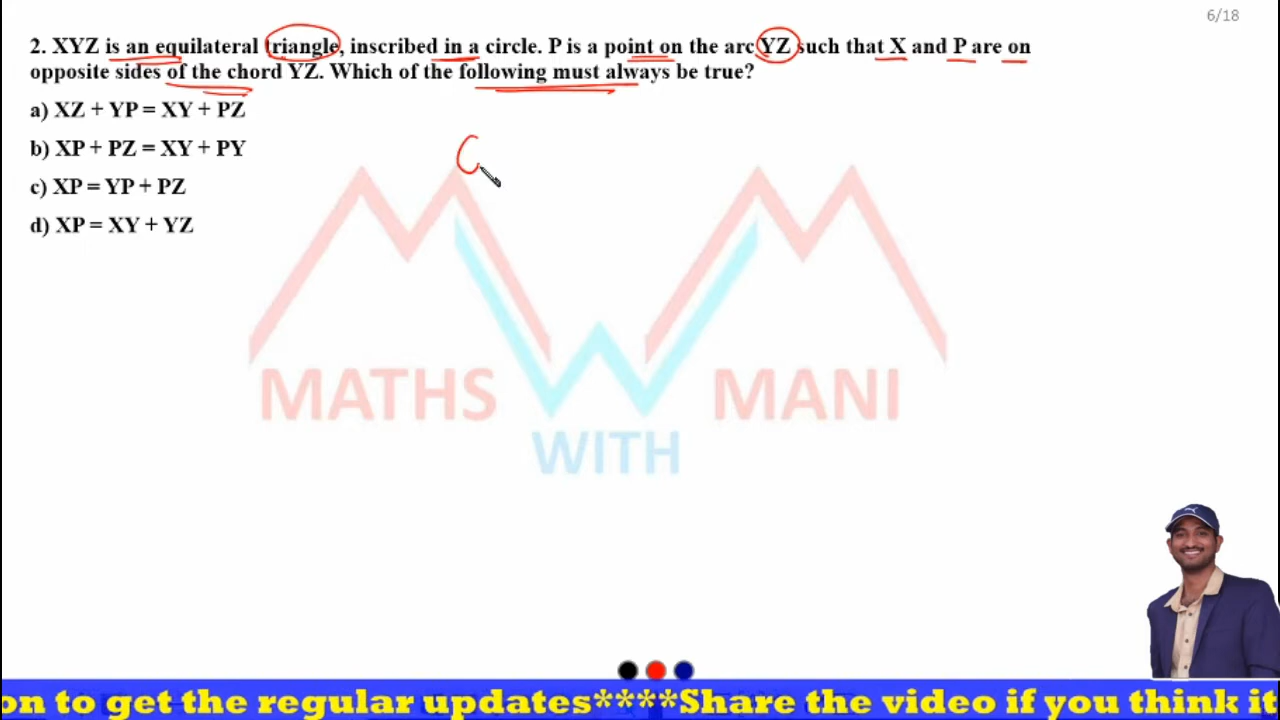 6/18
2. XYZ is an equilateral triangle, inscribed in a circle. P is a point on the arc YZ such that X and P are on
opposite sides of the chord YZ. Which of the following must always be true?
a) XZ + YP = XY + PZ
b) XP + PZ = XY + PY
c) XP = YP + PZ
d) XP = XY + YZ
MATHS MANI
WITH
on to get the regular updates****Share the video if you think it